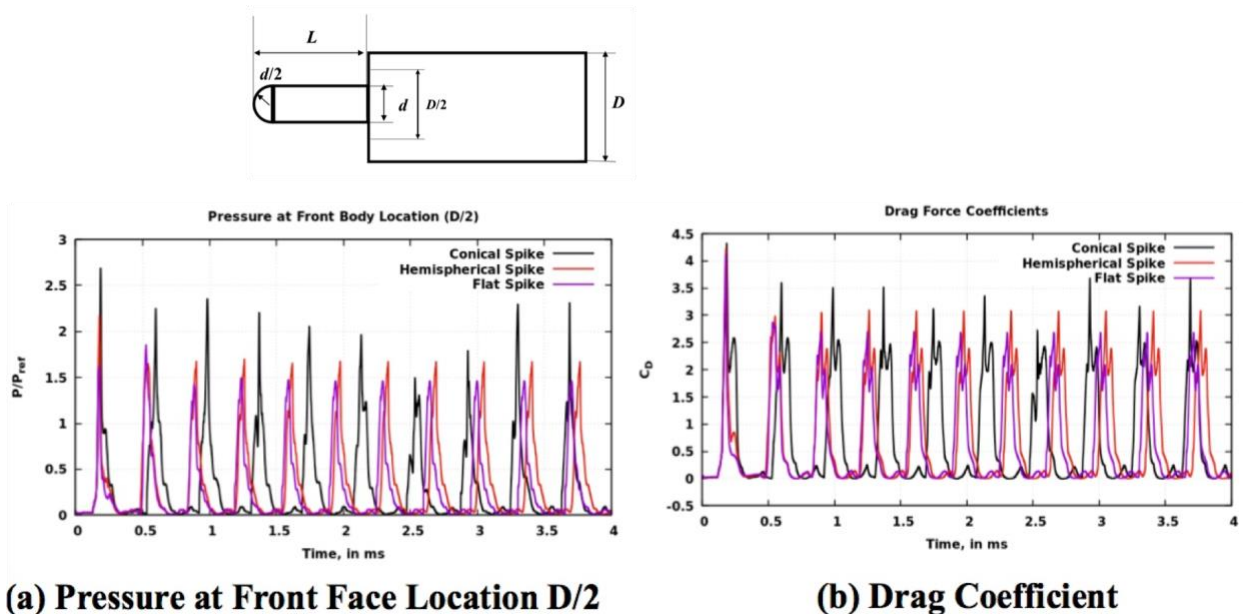 L
d/2
d
D/2
D
Pressure at Front Body Location (D/2)
3
2.5
2
1.5
1
0.5
0
P/P_ref
Conical Spike
Hemispherical Spike
Flat Spike
0 0.5 1 1.5 2 2.5 3 3.5 4
Time, in ms
Drag Force Coefficients
4.5
4
3.5
3
2.5
2
1.5
1
0.5
0
-0.5
C_D
Conical Spike
Hemispherical Spike
Flat Spike
0 0.5 1 1.5 2 2.5 3 3.5 4
Time, in ms
(a) Pressure at Front Face Location D/2
(b) Drag Coefficient